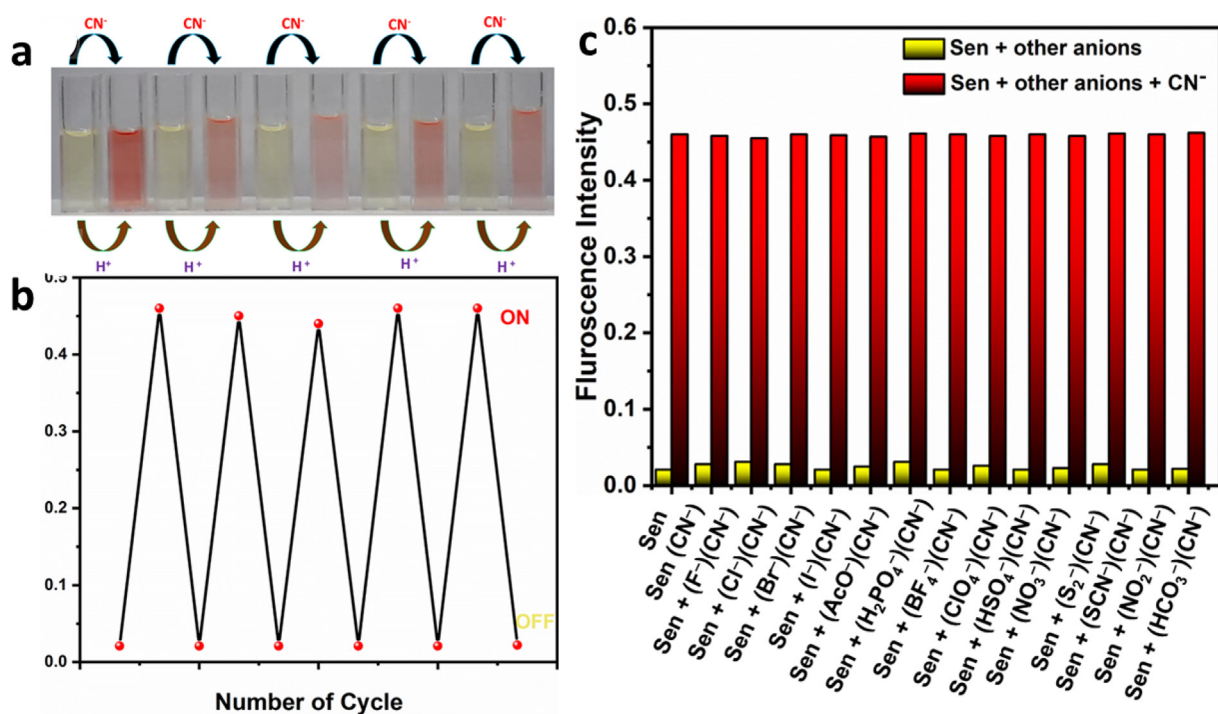 a
CN⁻ CN⁻ CN⁻ CN⁻ CN⁻
H⁺ H⁺ H⁺ H⁺ H⁺
b
0.5
0.4
0.3
0.2
0.1
0.0
ON
OFF
Number of Cycle
c
Sen + other anions
Sen + other anions + CN⁻
Fluroscence Intensity
0.6
0.5
0.4
0.3
0.2
0.1
0.0
Sen
Sen (CN⁻)
Sen + (F⁻)(CN⁻)
Sen + (Cl⁻)(CN⁻)
Sen + (Br⁻)(CN⁻)
Sen + (I⁻)(CN⁻)
Sen + (AcO⁻)(CN⁻)
Sen + (H₂PO₄⁻)(CN⁻)
Sen + (BF₄⁻)(CN⁻)
Sen + (ClO₄⁻)(CN⁻)
Sen + (HSO₄⁻)(CN⁻)
Sen + (NO₃⁻)(CN⁻)
Sen + (S₂⁻)(CN⁻)
Sen + (SCN⁻)(CN⁻)
Sen + (NO₂⁻)(CN⁻)
Sen + (HCO₃⁻)(CN⁻)